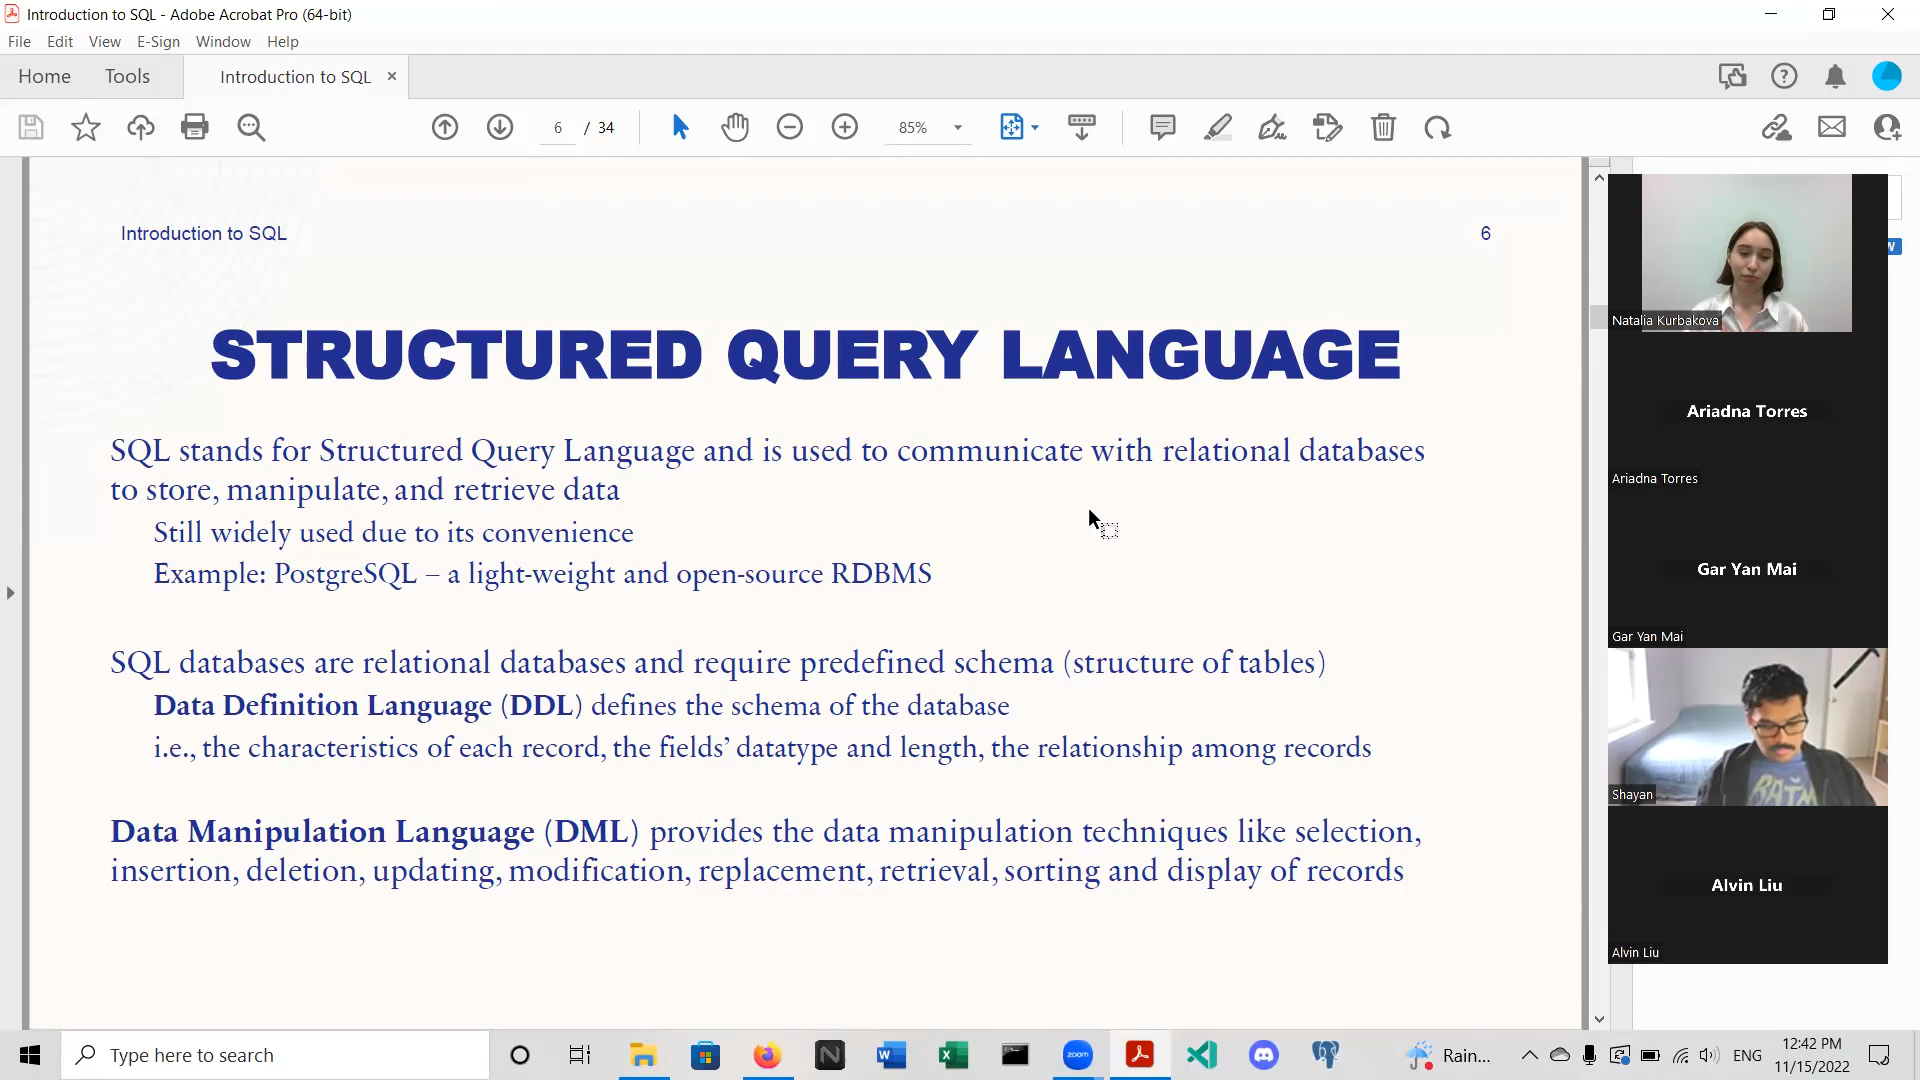 Introduction to SQL - Adobe Acrobat Pro (64-bit)
File Edit View E-Sign Window Help
Home Tools Introduction to SQL ×
6 / 34 85%
Introduction to SQL 6
STRUCTURED QUERY LANGUAGE
SQL stands for Structured Query Language and is used to communicate with relational databases
to store, manipulate, and retrieve data
Still widely used due to its convenience
Example: PostgreSQL – a light-weight and open-source RDBMS
SQL databases are relational databases and require predefined schema (structure of tables)
Data Definition Language (DDL) defines the schema of the database
i.e., the characteristics of each record, the fields' datatype and length, the relationship among records
Data Manipulation Language (DML) provides the data manipulation techniques like selection,
insertion, deletion, updating, modification, replacement, retrieval, sorting and display of records
Natalia Kurbakova
Ariadna Torres
Ariadna Torres
Gar Yan Mai
Gar Yan Mai
Shayan
Alvin Liu
Alvin Liu
Type here to search
zoom
Rain...
ENG
12:42 PM
11/15/2022